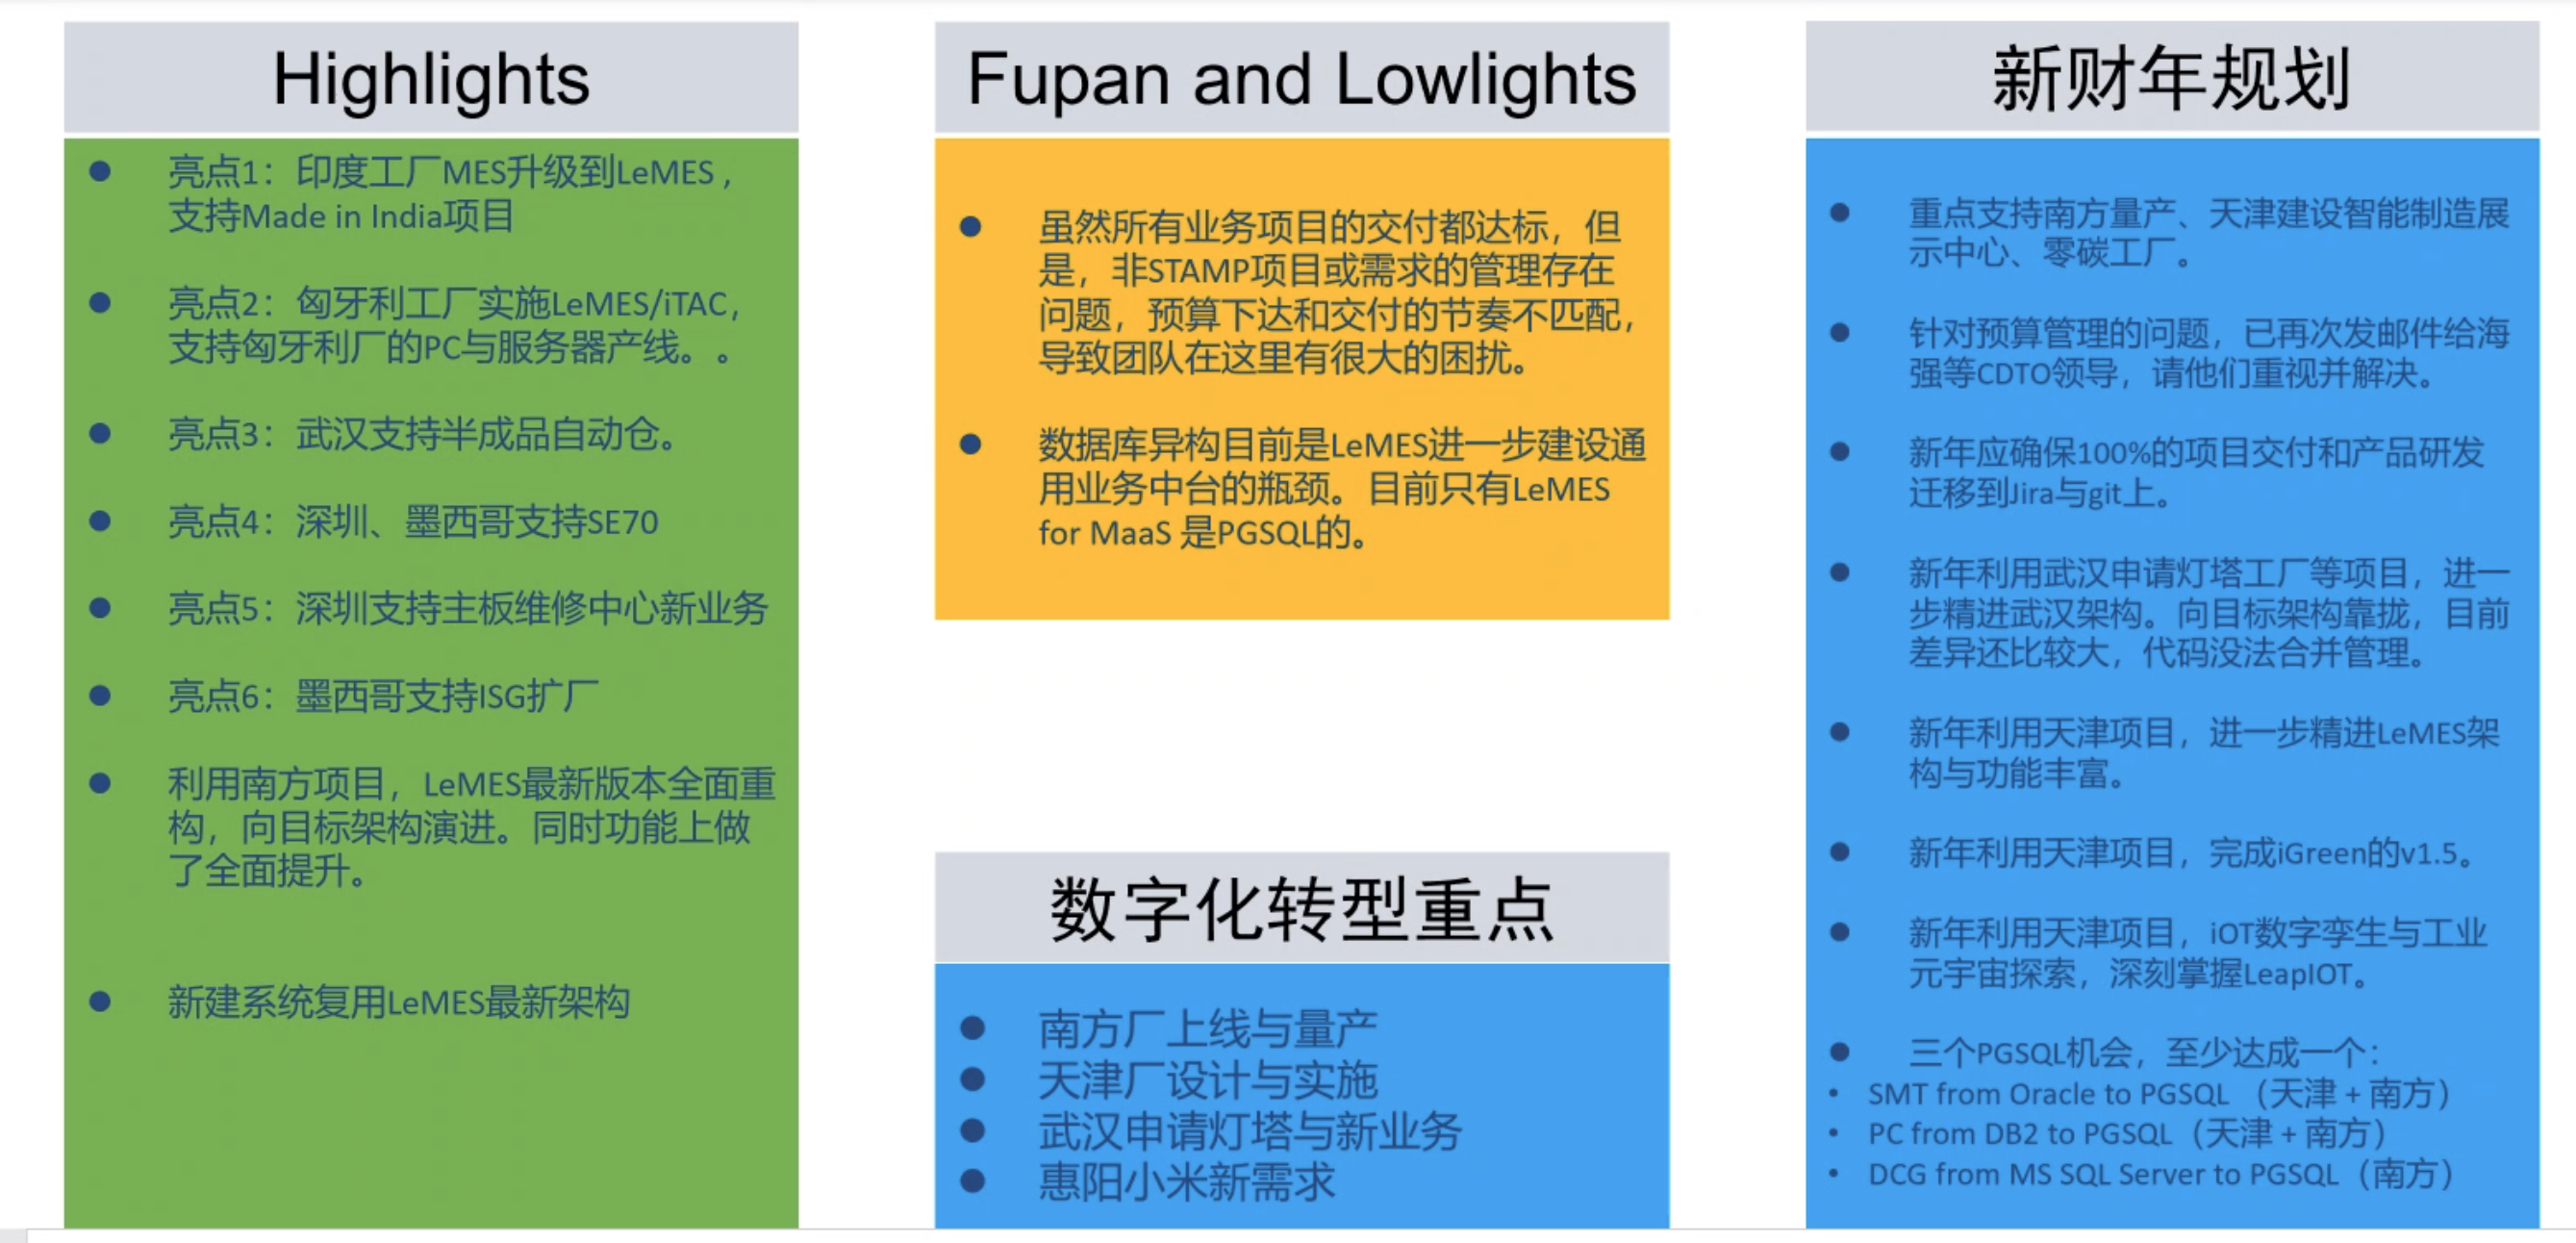 Highlights
亮点1：印度工厂MES升级到LeMES，
支持Made in India项目
亮点2：匈牙利工厂实施LeMES/iTAC，
支持匈牙利厂的PC与服务器产线。。
亮点3：武汉支持半成品自动仓。
亮点4：深圳、墨西哥支持SE70
亮点5：深圳支持主板维修中心新业务
亮点6：墨西哥支持ISG扩厂
利用南方项目，LeMES最新版本全面重
构，向目标架构演进。同时功能上做
了全面提升。
新建系统复用LeMES最新架构
Fupan and Lowlights
虽然所有业务项目的交付都达标，但
是，非STAMP项目或需求的管理存在
问题，预算下达和交付的节奏不匹配，
导致团队在这里有很大的困扰。
数据库异构目前是LeMES进一步建设通
用业务中台的瓶颈。目前只有LeMES
for MaaS 是PGSQL的。
数字化转型重点
南方厂上线与量产
天津厂设计与实施
武汉申请灯塔与新业务
惠阳小米新需求
新财年规划
重点支持南方量产、天津建设智能制造展
示中心、零碳工厂。
针对预算管理的问题，已再次发邮件给海
强等CDTO领导，请他们重视并解决。
新年应确保100%的项目交付和产品研发
迁移到Jira与git上。
新年利用武汉申请灯塔工厂等项目，进一
步精进武汉架构。向目标架构靠拢，目前
差异还比较大，代码没法合并管理。
新年利用天津项目，进一步精进LeMES架
构与功能丰富。
新年利用天津项目，完成iGreen的v1.5。
新年利用天津项目，iOT数字孪生与工业
元宇宙探索，深刻掌握LeapIOT。
三个PGSQL机会，至少达成一个：
SMT from Oracle to PGSQL （天津 + 南方）
PC from DB2 to PGSQL（天津 + 南方）
DCG from MS SQL Server to PGSQL（南方）